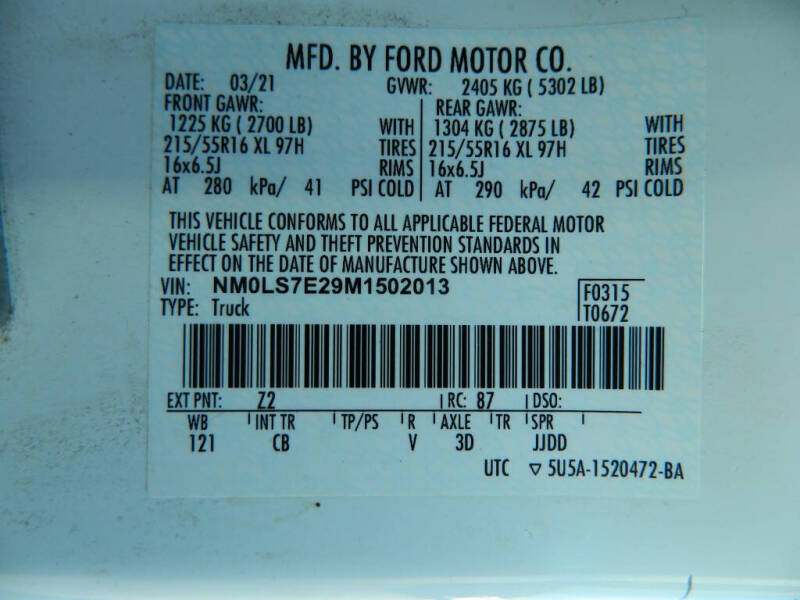 MFD. BY FORD MOTOR CO.
DATE: 03/21 GVWR: 2405 KG ( 5302 LB)
FRONT GAWR: REAR GAWR:
1225 KG ( 2700 LB) WITH 1304 KG ( 2875 LB) WITH
215/55R16 XL 97H TIRES 215/55R16 XL 97H TIRES
16x6.5J RIMS 16x6.5J RIMS
AT 280 kPa/ 41 PSI COLD AT 290 kPa/ 42 PSI COLD
THIS VEHICLE CONFORMS TO ALL APPLICABLE FEDERAL MOTOR
VEHICLE SAFETY AND THEFT PREVENTION STANDARDS IN
EFFECT ON THE DATE OF MANUFACTURE SHOWN ABOVE.
VIN: NM0LS7E29M1502013 F0315
TYPE: Truck T0672
EXT PNT: Z2 RC: 87 DSO:
WB INT TR TP/PS R AXLE TR SPR
121 CB V 3D JJDD
UTC ▽ 5U5A-1520472-BA